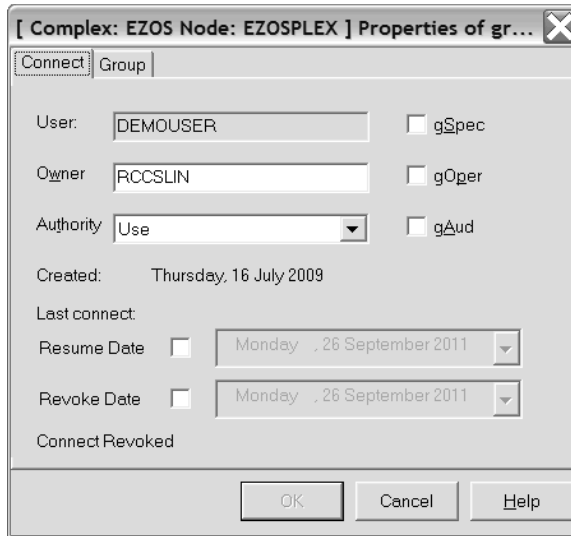 [ Complex: EZOS Node: EZOSPLEX ] Properties of gr...
Connect Group
User: DEMOUSER gSpec
Owner RCCSLIN gOper
Authority Use gAud
Created: Thursday, 16 July 2009
Last connect:
Resume Date Monday , 26 September 2011
Revoke Date Monday , 26 September 2011
Connect Revoked
OK Cancel Help